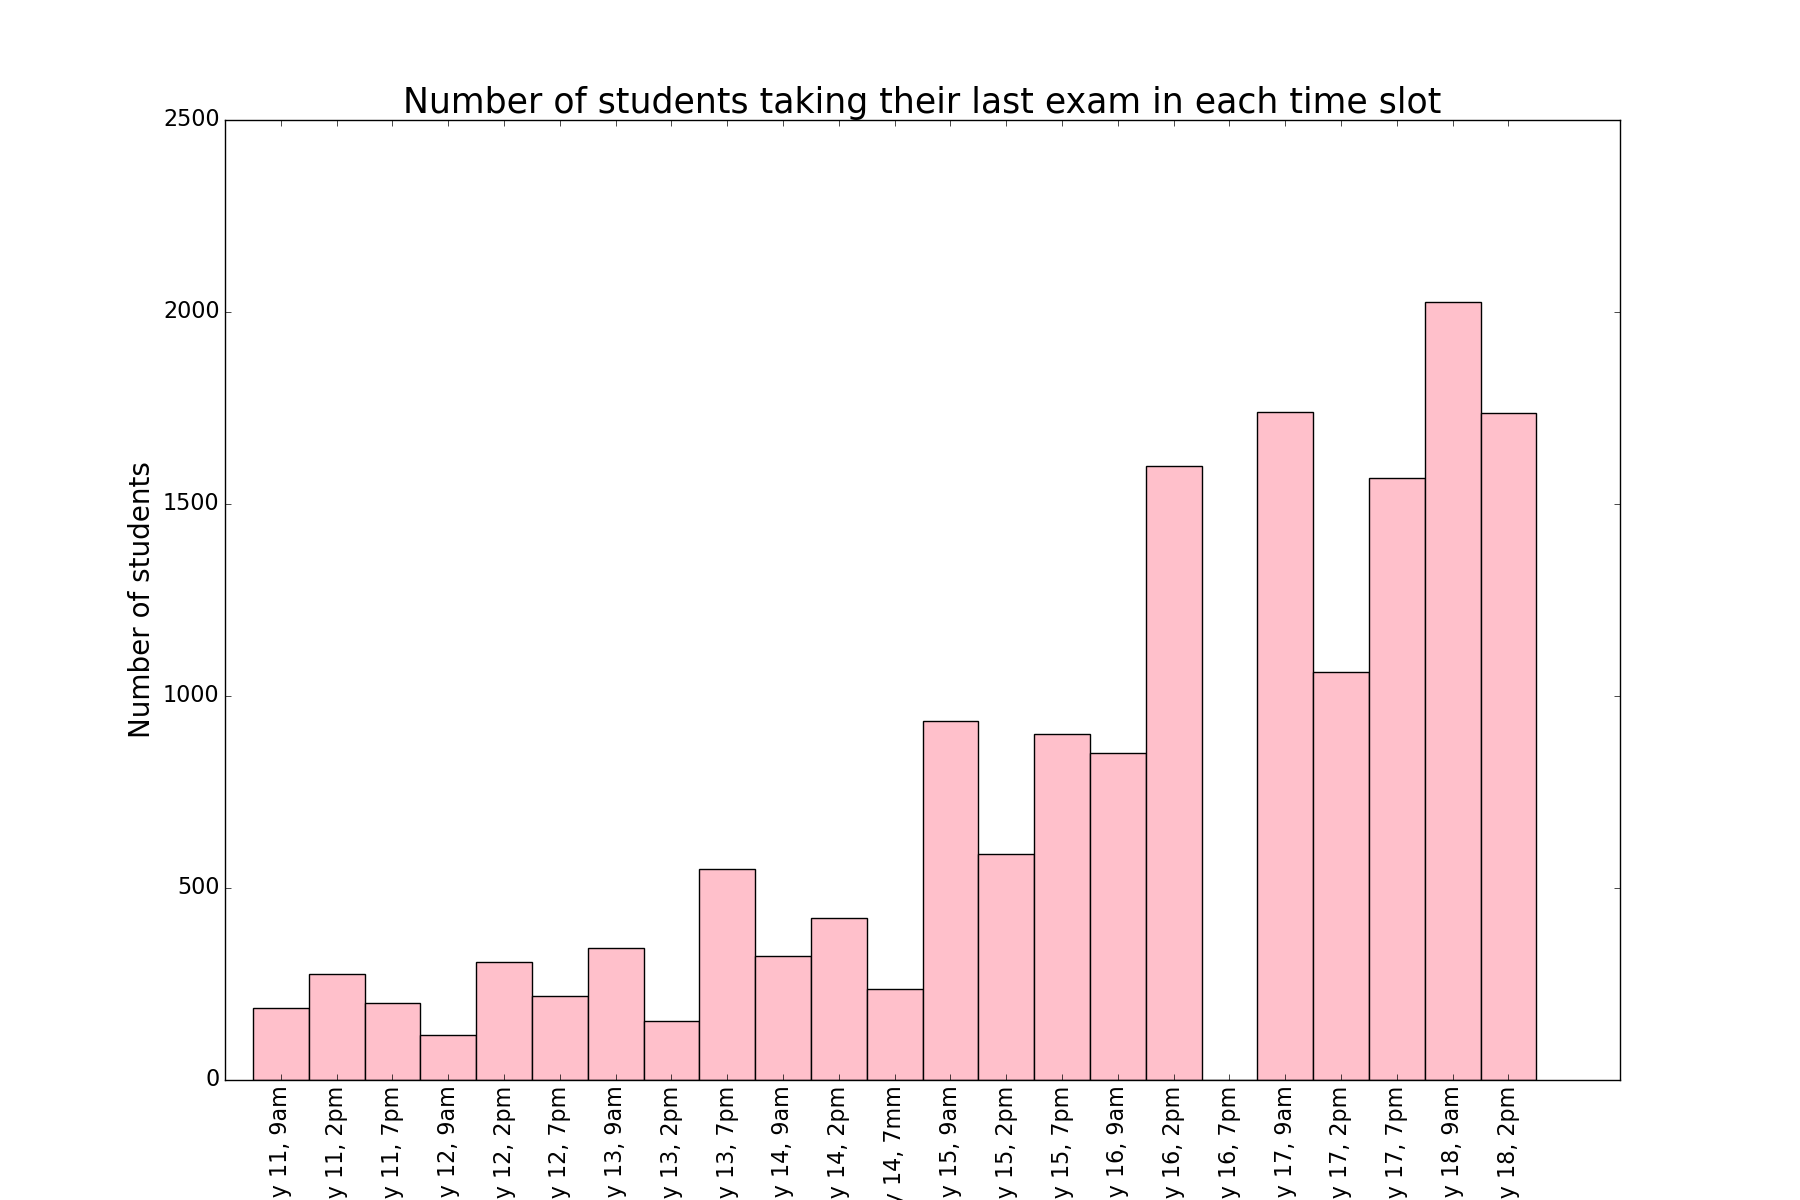 Number of students taking their last exam in each time slot
2500
2000
1500
1000
500
0
Number of students
y 11, 9am
y 11, 2pm
y 11, 7pm
y 12, 9am
y 12, 2pm
y 12, 7pm
y 13, 9am
y 13, 2pm
y 13, 7pm
y 14, 9am
y 14, 2pm
y 14, 7mm
y 15, 9am
y 15, 2pm
y 15, 7pm
y 16, 9am
y 16, 2pm
y 16, 7pm
y 17, 9am
y 17, 2pm
y 17, 7pm
y 18, 9am
y 18, 2pm